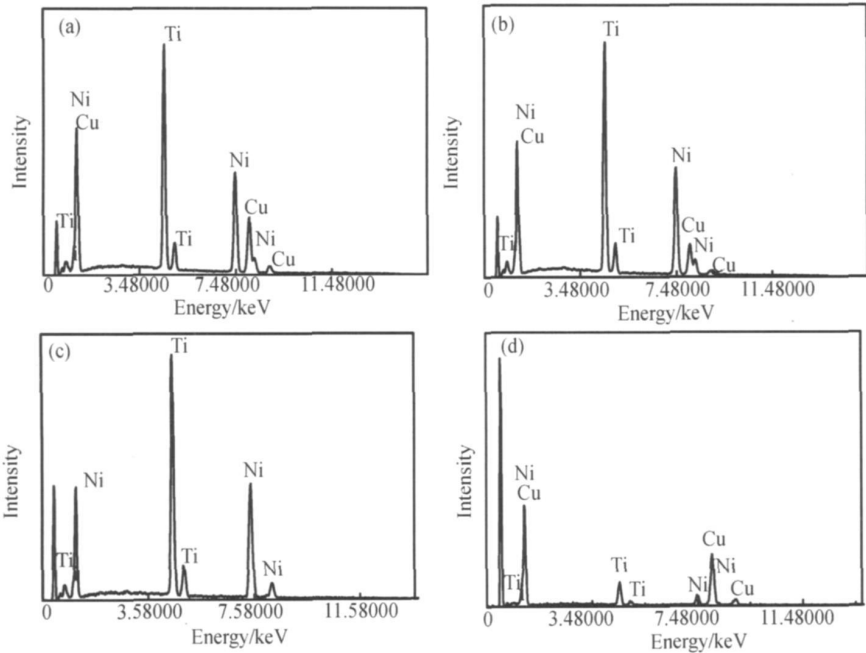 (a)
Ti
Ni
Cu
Ni
Ti
Cu
Ti
Ni
Cu
Intensity
0 3.48000 7.48000 11.48000
Energy/keV
(b)
Ti
Ni
Cu
Ni
Ti
Ti
Cu
Ni
Cu
Intensity
0 3.48000 7.48000 11.48000
Energy/keV
(c)
Ti
Ni
Ni
Ti
Ti
Ni
Intensity
0 3.58000 7.58000 11.58000
Energy/keV
(d)
Ni
Cu
Cu
Ti
Ni
Ti
Ti
Ni
Cu
Intensity
0 3.48000 7.48000 11.48000
Energy/keV